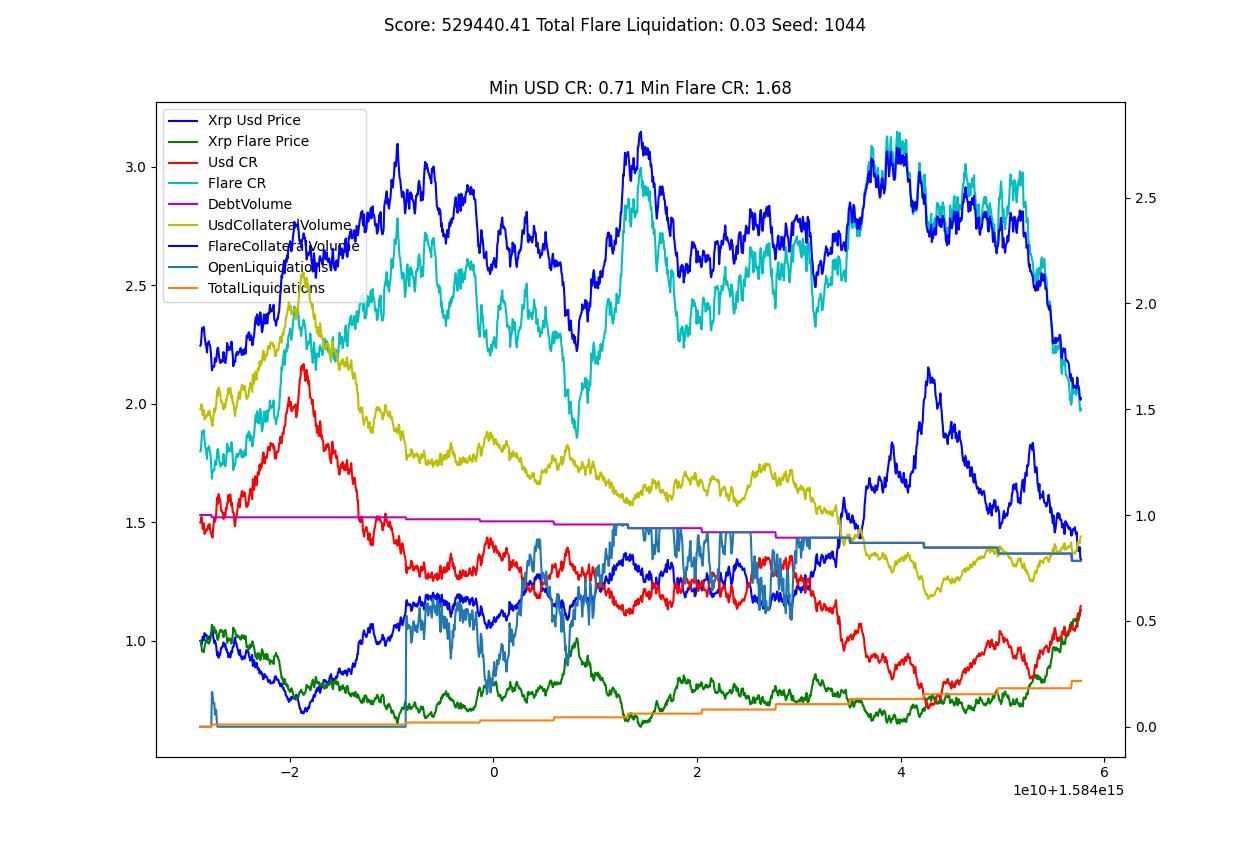 Score: 529440.41 Total Flare Liquidation: 0.03 Seed: 1044
Min USD CR: 0.71 Min Flare CR: 1.68
Xrp Usd Price
Xrp Flare Price
Usd CR
Flare CR
DebtVolume
UsdCollateralVolume
FlareCollateralVolume
OpenLiquidations
TotalLiquidations
3.0
2.5
2.0
1.5
1.0
2.5
2.0
1.5
1.0
0.5
0.0
−2
0
2
4
6
1e10+1.584e15